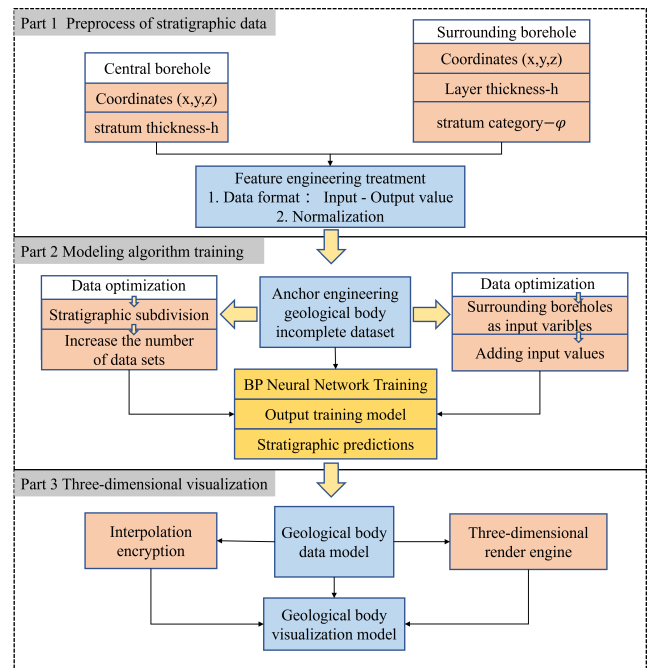 Part 1 Preprocess of stratigraphic data
Central borehole
Coordinates (x,y,z)
stratum thickness-h
Surrounding borehole
Coordinates (x,y,z)
Layer thickness-h
stratum category−φ
Feature engineering treatment
1. Data format： Input - Output value
2. Normalization
Part 2 Modeling algorithm training
Data optimization
Stratigraphic subdivision
Increase the number
of data sets
Anchor engineering
geological body
incomplete dataset
Data optimization
Surrounding boreholes
as input varibles
Adding input values
BP Neural Network Training
Output training model
Stratigraphic predictions
Part 3 Three-dimensional visualization
Interpolation
encryption
Geological body
data model
Three-dimensional
render engine
Geological body
visualization model